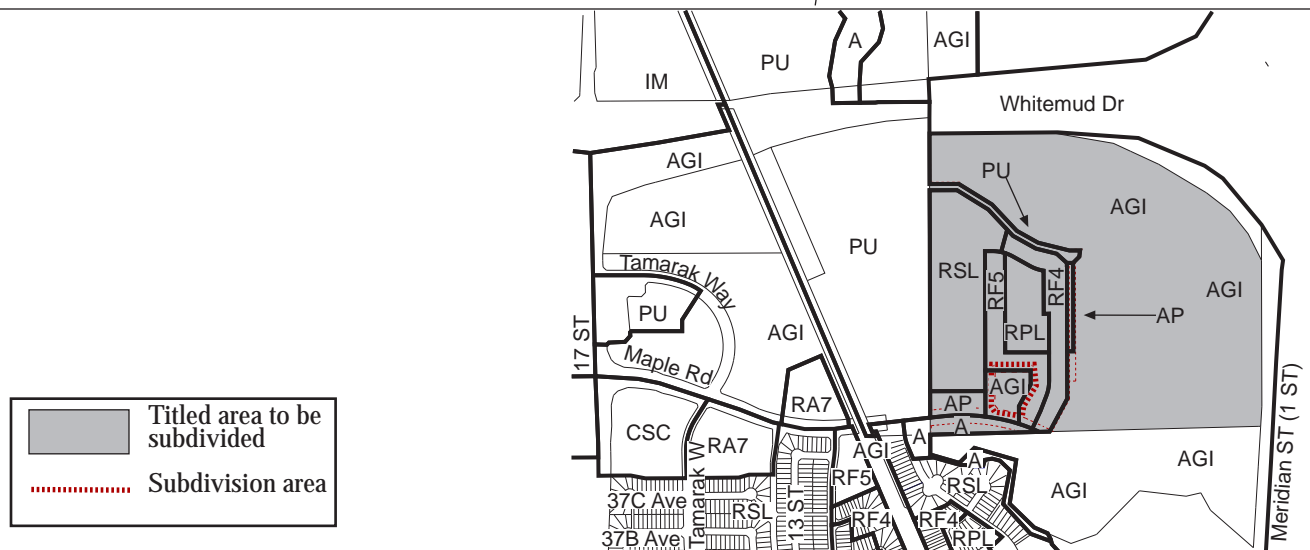 A
AGI
PU
IM
Whitemud Dr
AGI
PU
AGI
AGI
PU
RSL
Tamarak Way
RF5
RF4
AGI
PU
AP
17 ST
AGI
RPL
Maple Rd
AGI
RA7
AP
CSC
RA7
A
A
AGI
Meridian ST (1 ST)
A
AGI
RF5
RSL
AGI
37C Ave
Tamarak W
RSL
13 ST
RF4
RF4
37B Ave
RPL
Titled area to be
subdivided
Subdivision area